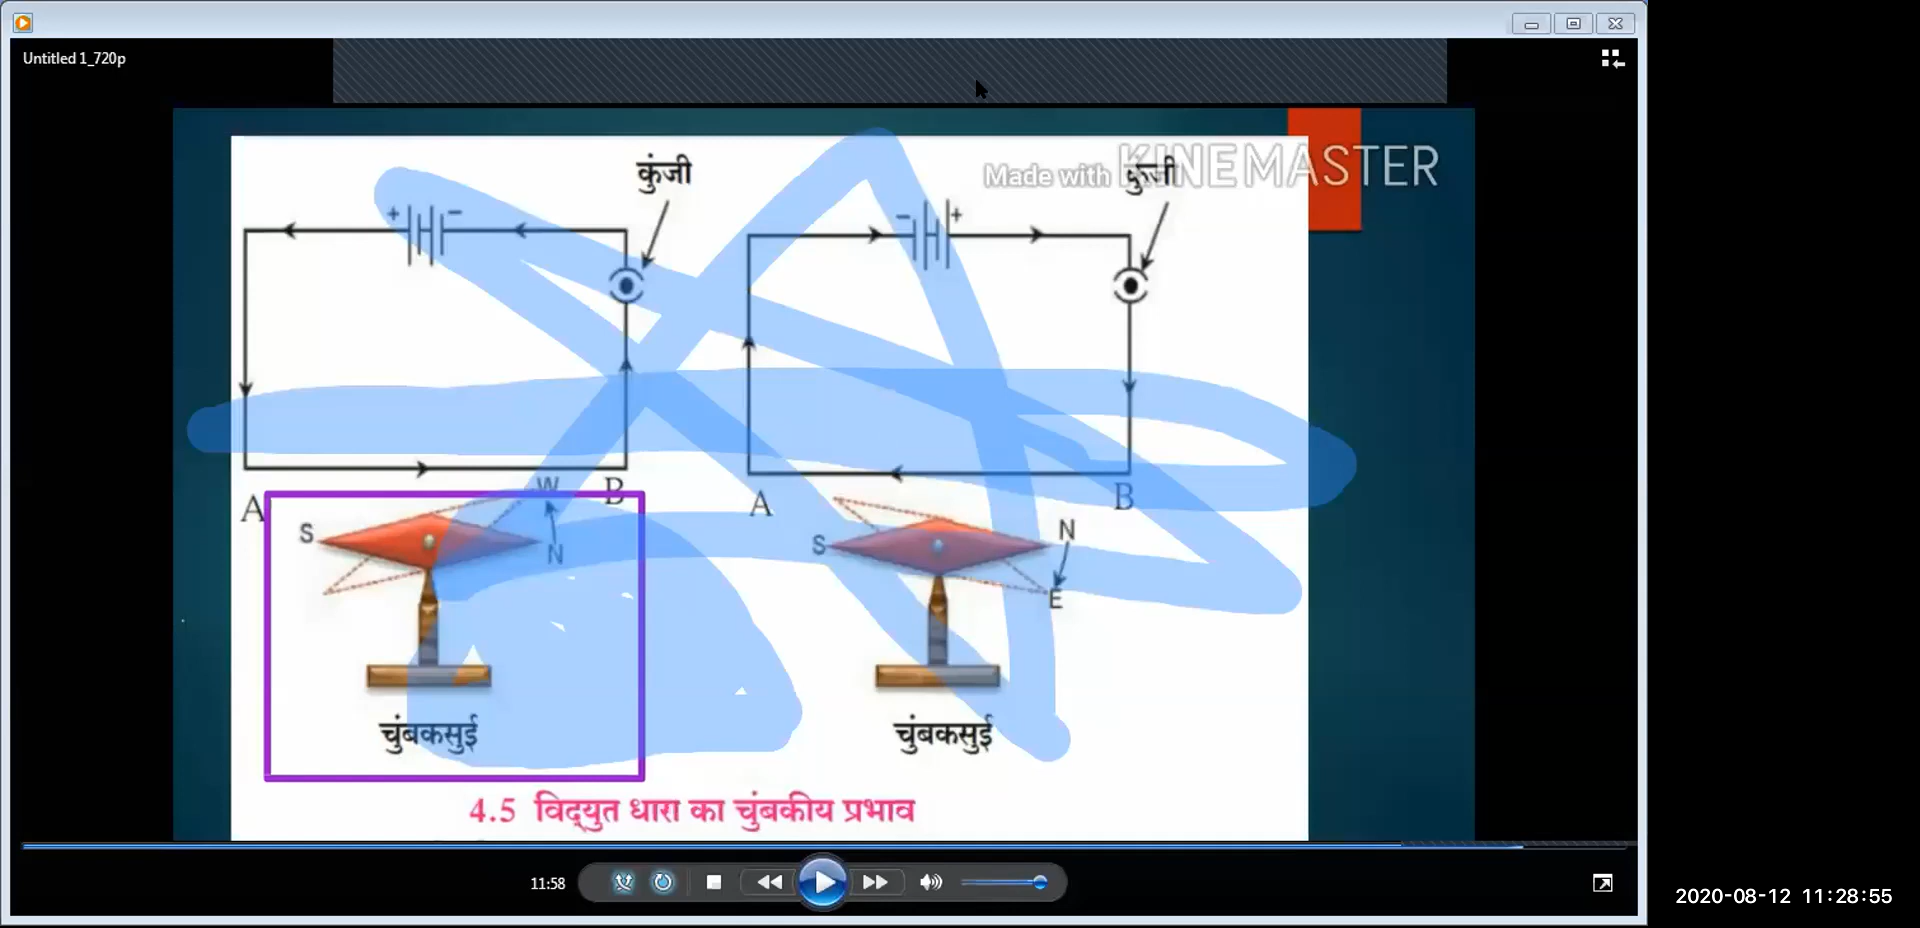 Untitled 1_720p
Made with KINEMASTER
कुंजी
कुंजी
+ −
− +
A
W
B
A
B
S
N
S
N
E
चुंबकसुई
चुंबकसुई
4.5 विद्युत धारा का चुंबकीय प्रभाव
11:58
2020-08-12 11:28:55